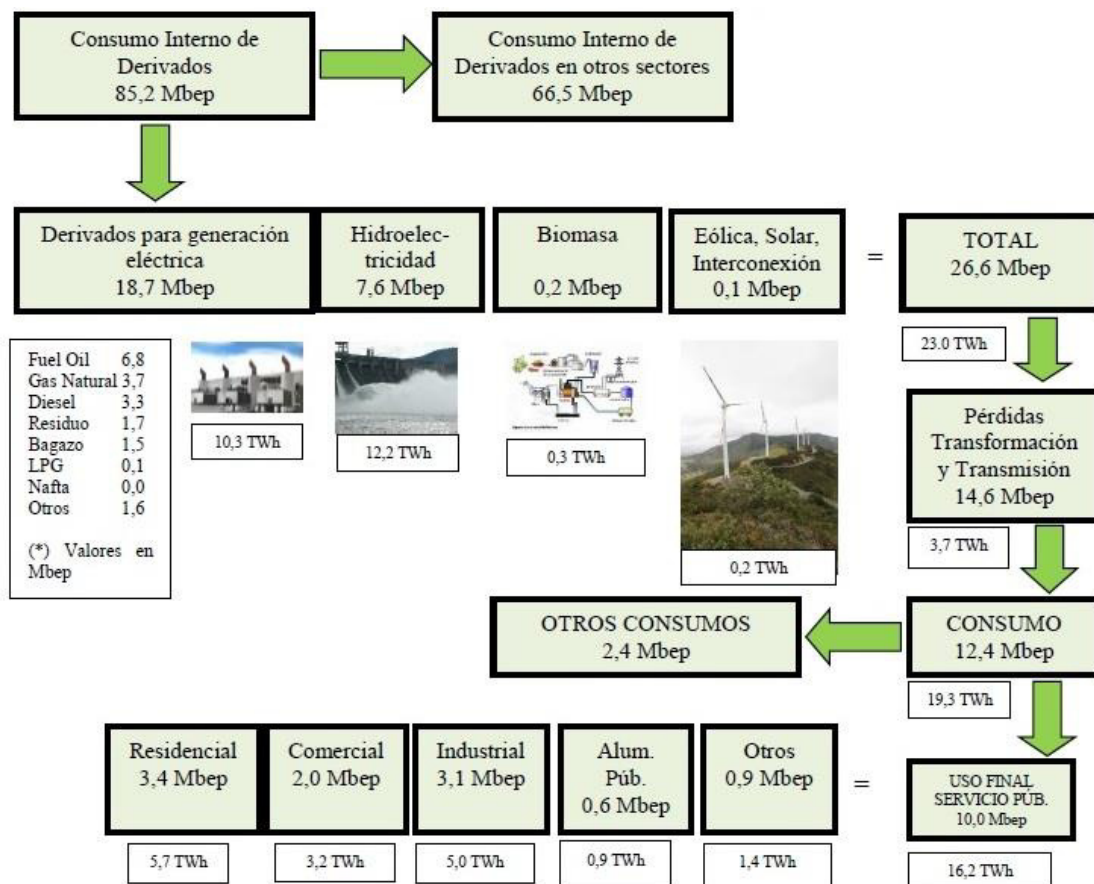 Consumo Interno de
Derivados
85,2 Mbep
Consumo Interno de
Derivados en otros sectores
66,5 Mbep
Derivados para generación
eléctrica
18,7 Mbep
Hidroelec-
tricidad
7,6 Mbep
Biomasa
0,2 Mbep
Eólica, Solar,
Interconexión
0,1 Mbep
=
TOTAL
26,6 Mbep
Fuel Oil 6,8
Gas Natural 3,7
Diesel 3,3
Residuo 1,7
Bagazo 1,5
LPG 0,1
Nafta 0,0
Otros 1,6
(*) Valores en
Mbep
10,3 TWh
12,2 TWh
0,3 TWh
0,2 TWh
23.0 TWh
Pérdidas
Transformación
y Transmisión
14,6 Mbep
3,7 TWh
OTROS CONSUMOS
2,4 Mbep
CONSUMO
12,4 Mbep
19,3 TWh
Residencial
3,4 Mbep
Comercial
2,0 Mbep
Industrial
3,1 Mbep
Alum.
Púb.
0,6 Mbep
Otros
0,9 Mbep
=
USO FINAL
SERVICIO PÚB.
10,0 Mbep
5,7 TWh
3,2 TWh
5,0 TWh
0,9 TWh
1,4 TWh
16,2 TWh